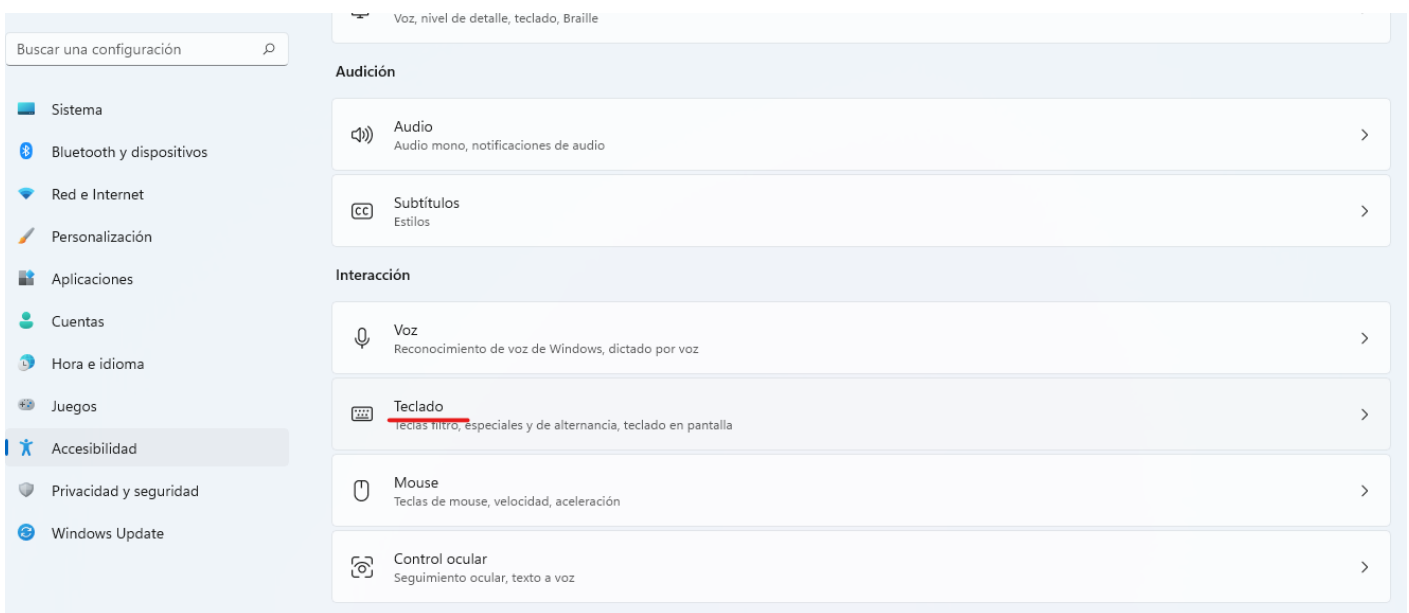 Voz, nivel de detalle, teclado, Braille
Buscar una configuración
Audición
Sistema
Audio
Audio mono, notificaciones de audio
Bluetooth y dispositivos
Red e Internet
Subtítulos
Estilos
Personalización
Aplicaciones
Interacción
Cuentas
Voz
Reconocimiento de voz de Windows, dictado por voz
Hora e idioma
Juegos
Teclado
Teclas filtro, especiales y de alternancia, teclado en pantalla
Accesibilidad
Privacidad y seguridad
Mouse
Teclas de mouse, velocidad, aceleración
Windows Update
Control ocular
Seguimiento ocular, texto a voz